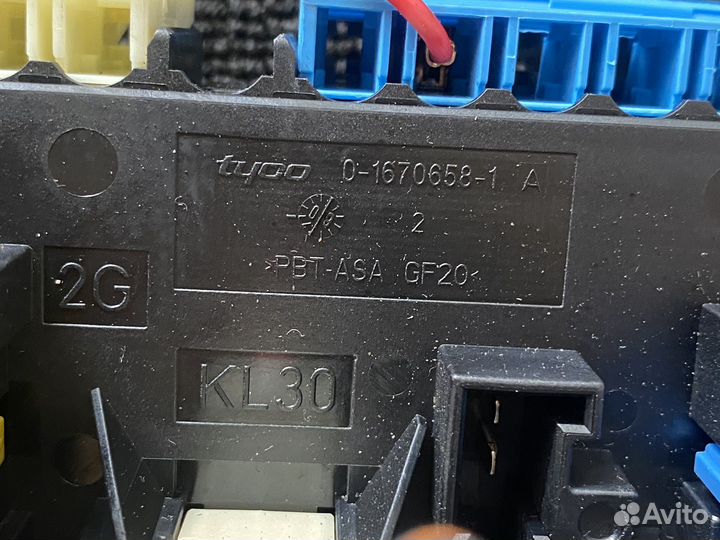 tyco 0-1670658-1 A
2
>PBT-ASA GF20<
2G
KL30
Avito